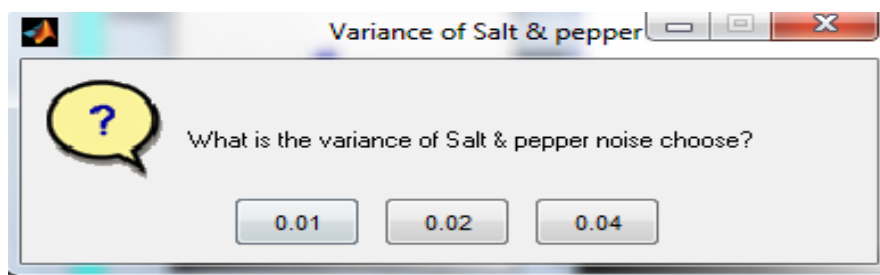 Variance of Salt & pepper
?
What is the variance of Salt & pepper noise choose?
0.01 0.02 0.04